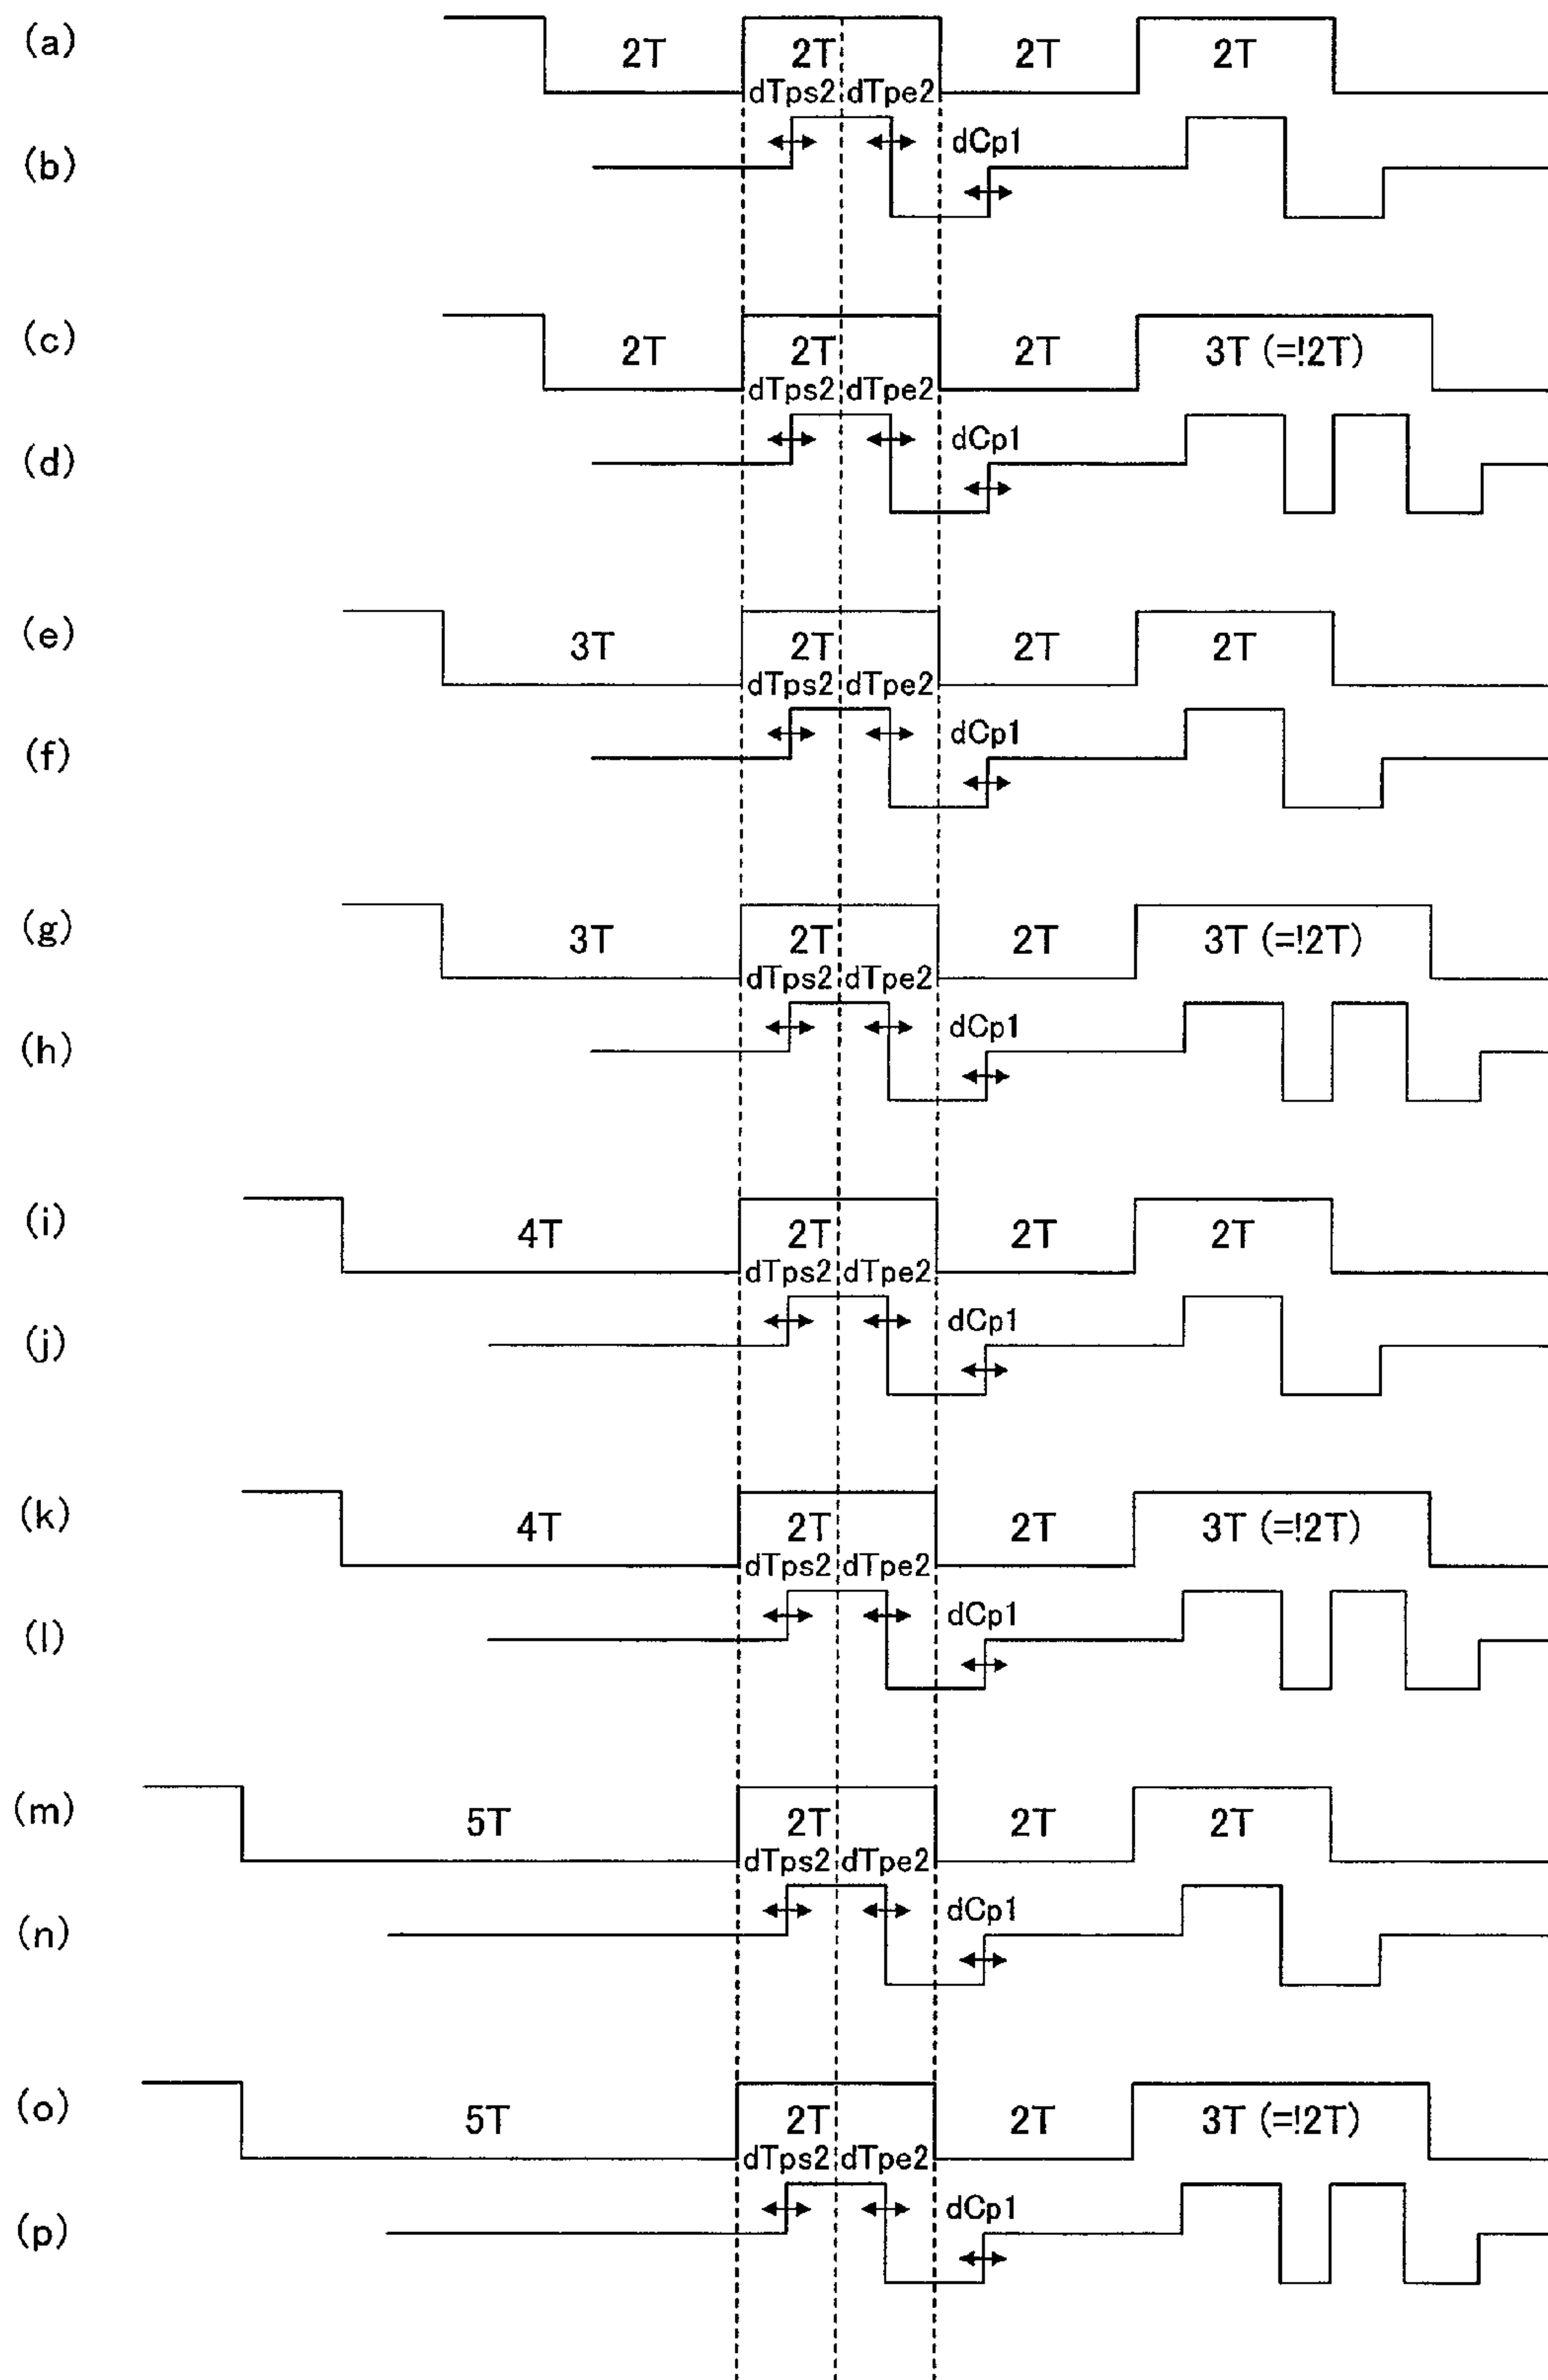 (a) 2T 2T 2T 2T
dTps2 dTpe2
(b) dCp1
(c) 2T 2T 2T 3T (=!2T)
dTps2 dTpe2
(d) dCp1
(e) 3T 2T 2T 2T
dTps2 dTpe2
(f) dCp1
(g) 3T 2T 2T 3T (=!2T)
dTps2 dTpe2
(h) dCp1
(i) 4T 2T 2T 2T
dTps2 dTpe2
(j) dCp1
(k) 4T 2T 2T 3T (=!2T)
dTps2 dTpe2
(l) dCp1
(m) 5T 2T 2T 2T
dTps2 dTpe2
(n) dCp1
(o) 5T 2T 2T 3T (=!2T)
dTps2 dTpe2
(p) dCp1